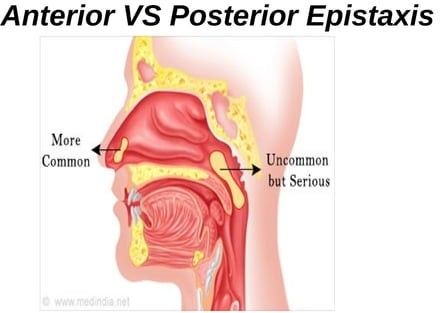 Anterior VS Posterior Epistaxis
More
Common
Uncommon
but Serious
© www.medindia.net